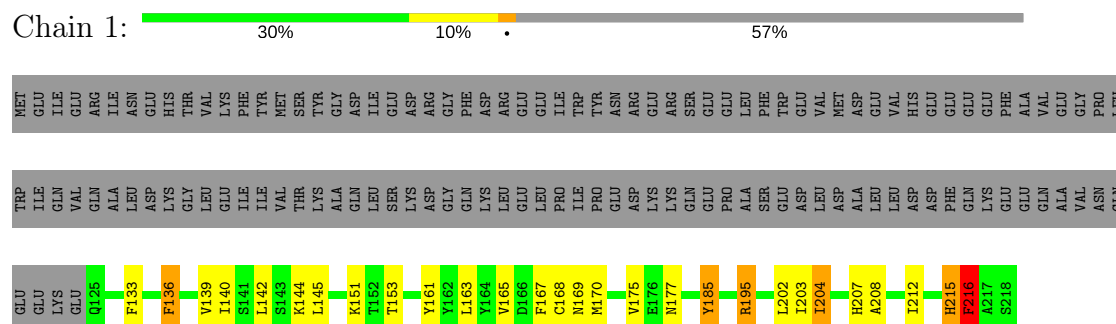 Chain 1:
30% 10% • 57%
MET GLU ILE GLU ARG ILE ASN GLU HIS THR VAL LYS PHE TYR MET SER TYR GLY ASP ILE GLU ASP ARG GLY PHE ASP ARG GLU GLU ILE TRP TYR ASN ARG GLU ARG SER GLU GLU LEU PHE TRP GLU VAL MET ASP GLU VAL HIS GLU GLU GLU GLU PHE ALA VAL GLU GLY PRO
TRP ILE GLN VAL GLN ALA LEU ASP LYS GLY LEU GLU ILE ILE VAL THR LYS ALA GLN LEU SER LYS ASP GLY GLN LYS LEU GLU LEU PRO ILE PRO GLU ASP LYS LYS GLN GLU PRO ALA SER GLU ASP LEU ASP ALA LEU LEU ASP ASP PHE GLN LYS GLU GLU GLN ALA VAL ASN
GLU GLU LYS GLU Q125 F133 F136 V139 I140 S141 L142 S143 K144 L145 K151 T152 T153 Y161 Y162 L163 Y164 V165 D166 F167 C168 N169 M170 V175 E176 N177 Y185 R195 L202 I203 I204 H207 A208 I212 H215 F216 A217 S218